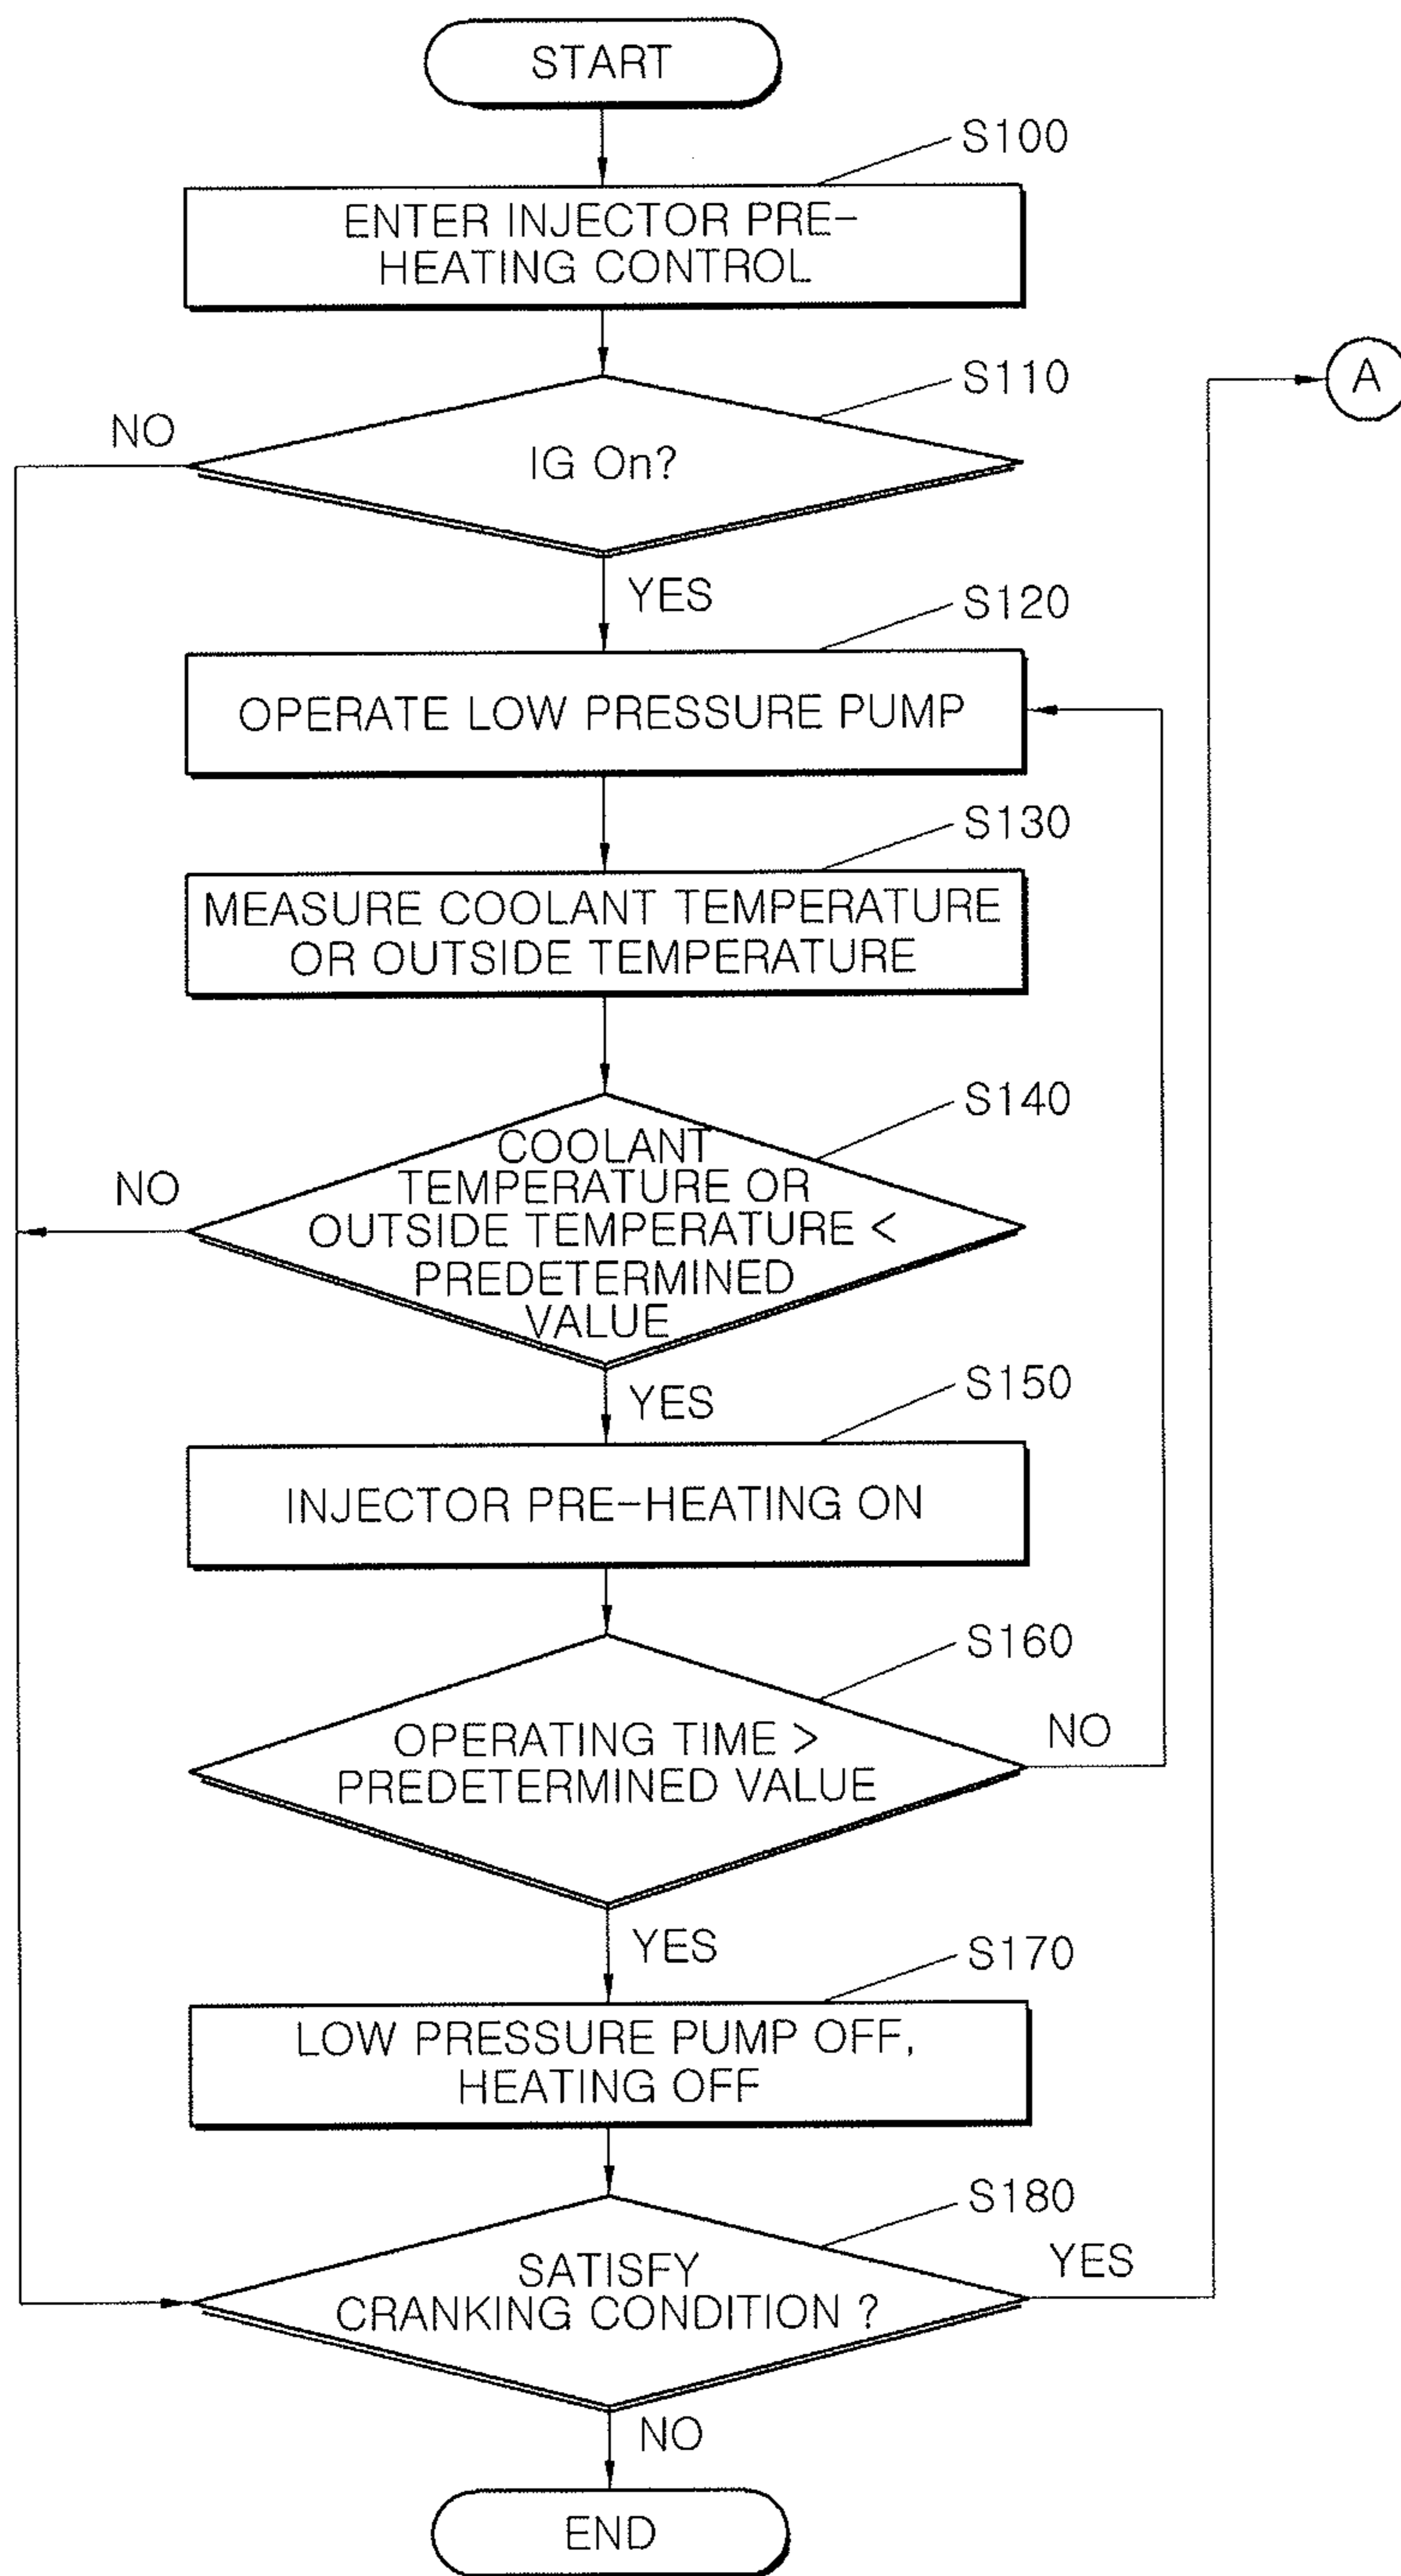 START
S100
ENTER INJECTOR PRE-
HEATING CONTROL
S110
A
NO
IG On?
YES
S120
OPERATE LOW PRESSURE PUMP
S130
MEASURE COOLANT TEMPERATURE
OR OUTSIDE TEMPERATURE
S140
COOLANT
TEMPERATURE OR
NO
OUTSIDE TEMPERATURE <
PREDETERMINED
VALUE
YES
S150
INJECTOR PRE-HEATING ON
S160
OPERATING TIME >
PREDETERMINED VALUE
NO
YES
S170
LOW PRESSURE PUMP OFF,
HEATING OFF
S180
SATISFY
CRANKING CONDITION ?
YES
NO
END